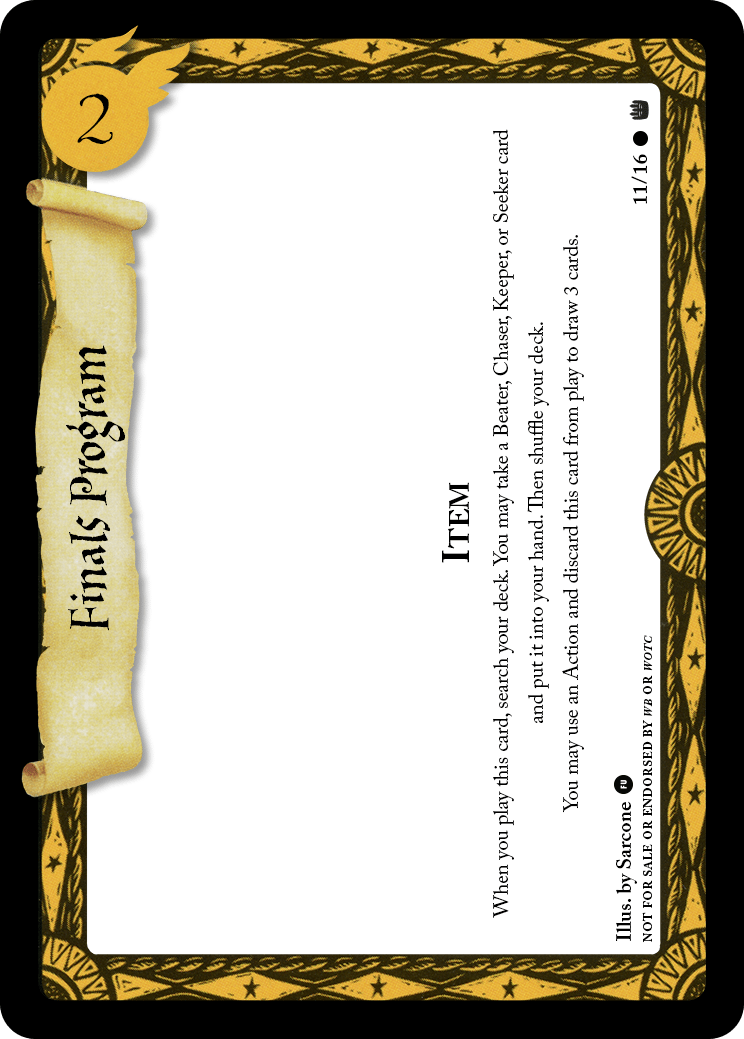 2
Finals Program
ITEM
When you play this card, search your deck. You may take a Beater, Chaser, Keeper, or Seeker card
and put it into your hand. Then shuffle your deck.
You may use an Action and discard this card from play to draw 3 cards.
Illus. by Sarcone FU
11/16
NOT FOR SALE OR ENDORSED BY WB OR WOTC